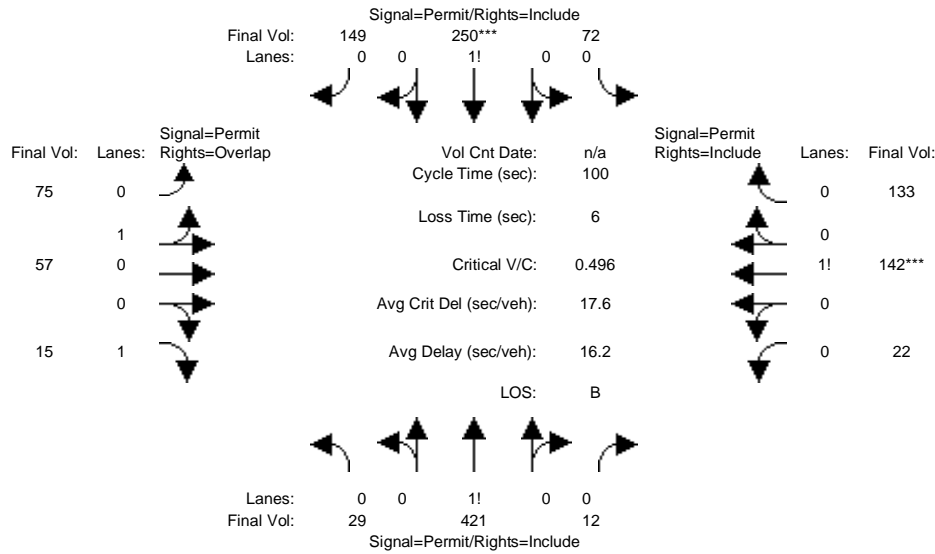 Signal=Permit/Rights=Include
Final Vol: 149 250*** 72
Lanes: 0 0 1! 0 0
Signal=Permit Signal=Permit
Final Vol: Lanes: Rights=Overlap Vol Cnt Date: n/a Rights=Include Lanes: Final Vol:
Cycle Time (sec): 100
75 0 0 133
Loss Time (sec): 6
1 0
57 0 Critical V/C: 0.496 1! 142***
0 Avg Crit Del (sec/veh): 17.6 0
15 1 Avg Delay (sec/veh): 16.2 0 22
LOS: B
Lanes: 0 0 1! 0 0
Final Vol: 29 421 12
Signal=Permit/Rights=Include